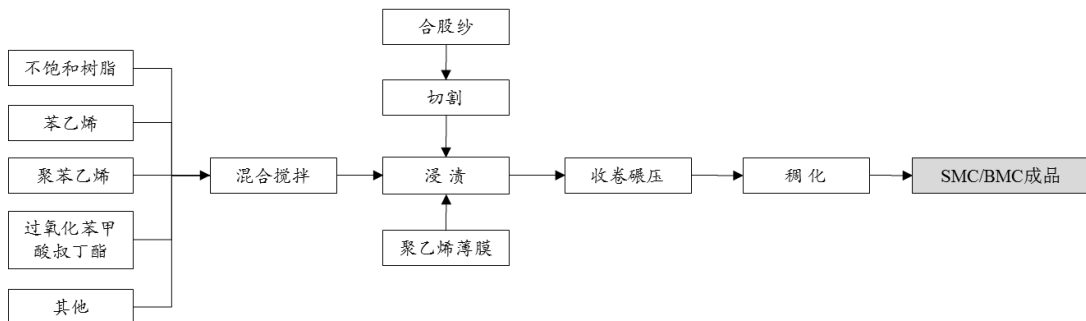 合股纱
不饱和树脂
切割
苯乙烯
聚苯乙烯
混合搅拌
浸 渍
收卷碾压
稠 化
SMC/BMC成品
过氧化苯甲
酸叔丁酯
聚乙烯薄膜
其他